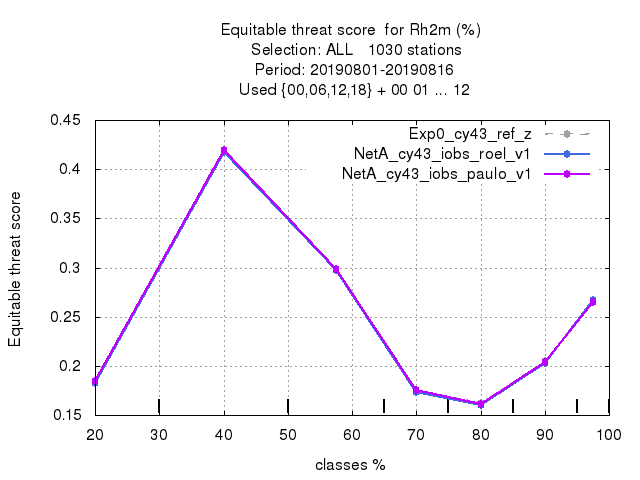 Equitable threat score  for Rh2m (%)
Selection: ALL   1030 stations
Period: 20190801-20190816
Used {00,06,12,18} + 00 01 ... 12
Exp0_cy43_ref_z
NetA_cy43_iobs_roel_v1
NetA_cy43_iobs_paulo_v1
Equitable threat score
0.45
0.4
0.35
0.3
0.25
0.2
0.15
20 30 40 50 60 70 80 90 100
classes %